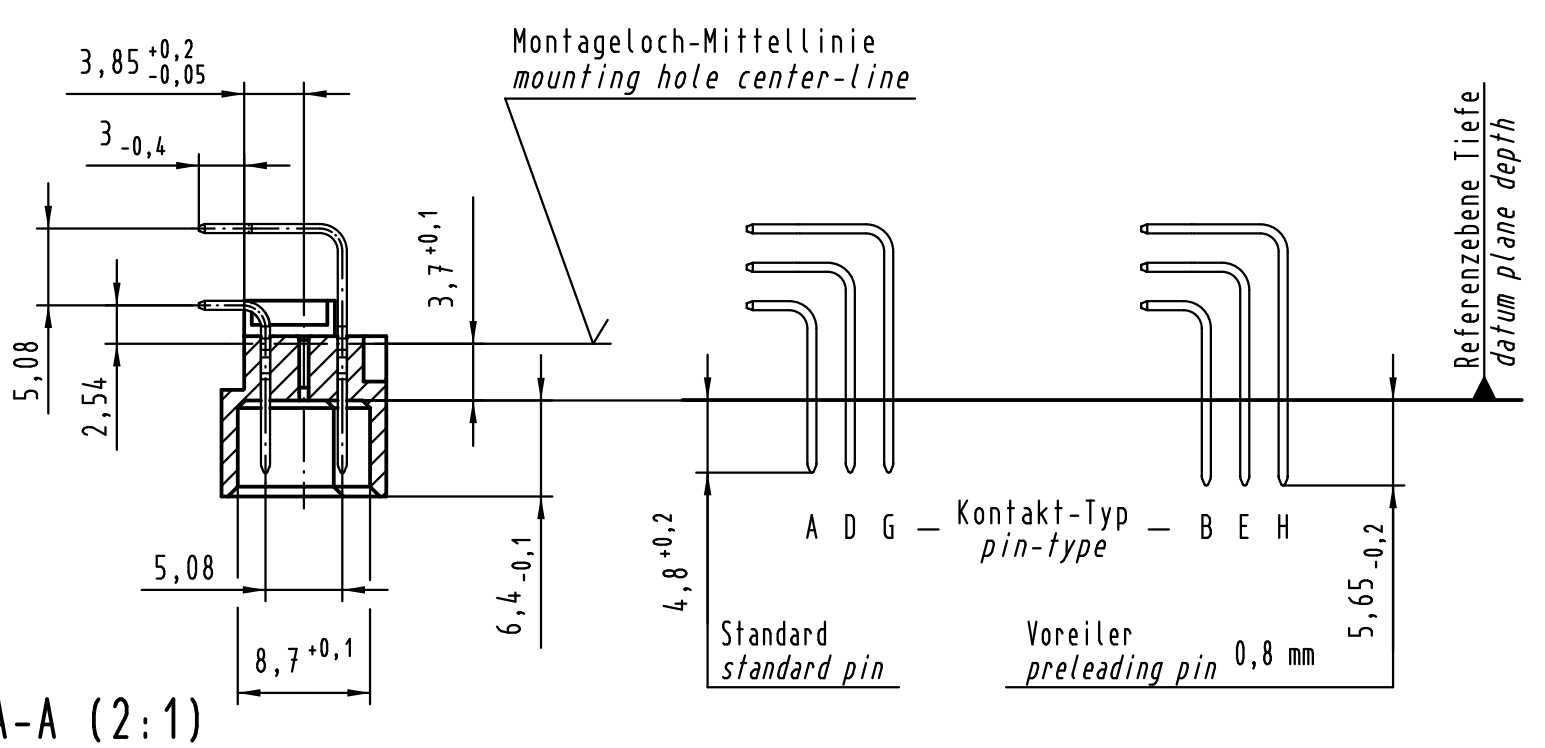 Montageloch-Mittellinie
mounting hole center-line
3,85 +0,2 -0,05
3 -0,4
3,7 +0,1
5,08
2,54
Referenzebene Tiefe
datum plane depth
A D G – Kontakt-Typ – B E H
pin-type
5,08
6,4 -0,1
4,8 +0,2
5,65 -0,2
8,7 +0,1
Standard
standard pin
Voreiler
preleading pin 0,8 mm
A-A (2:1)